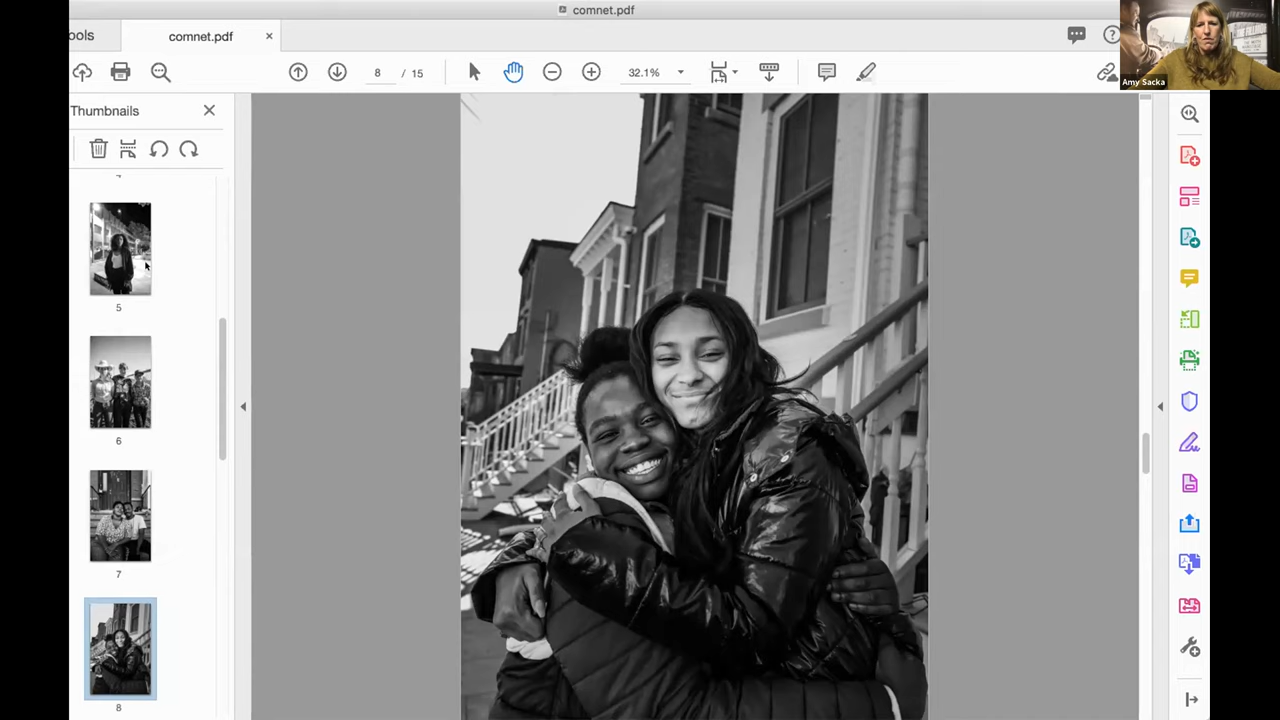 comnet.pdf
ools
comnet.pdf
8 / 15
32.1%
Thumbnails
5
6
7
8
Amy Sacka